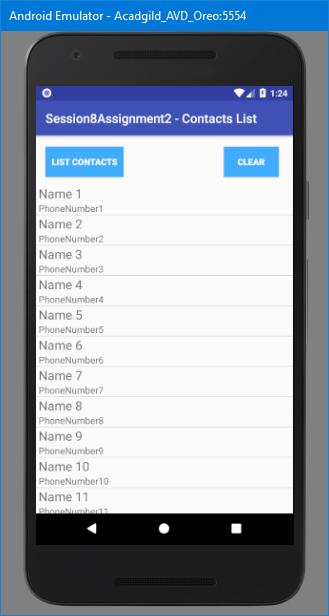 Android Emulator - Acadgild_AVD_Oreo:5554
1:24
Session8Assignment2 - Contacts List
LIST CONTACTS CLEAR
Name 1
PhoneNumber1
Name 2
PhoneNumber2
Name 3
PhoneNumber3
Name 4
PhoneNumber4
Name 5
PhoneNumber5
Name 6
PhoneNumber6
Name 7
PhoneNumber7
Name 8
PhoneNumber8
Name 9
PhoneNumber9
Name 10
PhoneNumber10
Name 11
PhoneNumber11